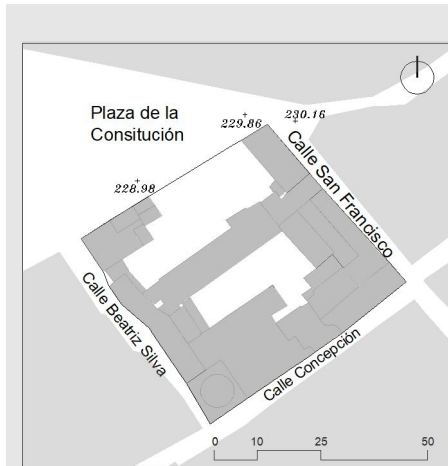 Plaza de la
Consitución
229.86
230.16
228.98
Calle San Francisco
Calle Beatriz Silva
Calle Concepción
0 10 25 50